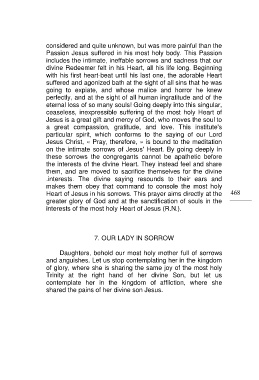 considered and quite unknown, but was more painful than the
Passion Jesus suffered in his most holy body. This Passion
includes the intimate, ineffable sorrows and sadness that our
divine Redeemer felt in his Heart, all his life long. Beginning
with his first heart-beat until his last one, the adorable Heart
suffered and agonized bath at the sight of all sins that he was
going to expiate, and whose malice and horror he knew
perfectly, and at the sight of all human ingratitude and of the
eternal loss of so many souls! Going deeply into this singular,
ceaseless, inexpressible suffering of the most holy Heart of
Jesus is a great gift and mercy of God, who moves the soul to
a great compassion, gratitude, and love. This institute's
particular spirit, which conforms to the saying of our Lord
Jesus Christ, « Pray, therefore, » is bound to the meditation
on the intimate sorrows of Jesus' Heart. By going deeply in
these sorrows the congregants cannot be apathetic before
the interests of the divine Heart. They instead feel and share
them, and are moved to sacrifice themselves for the divine
.interests. The divine saying resounds to their ears and
makes them obey that command to console the most holy
Heart of Jesus in his sorrows. This prayer aims directly at the
greater glory of God and at the sanctification of souls in the
interests of the most holy Heart of Jesus (R.N.).
468
7. OUR LADY IN SORROW
Daughters, behold our most holy mother full of sorrows
and anguishes. Let us stop contemplating her in the kingdom
of glory, where she is sharing the same joy of the most holy
Trinity at the right hand of her divine Son, but let us
contemplate her in the kingdom of affliction, where she
shared the pains of her divine son Jesus.